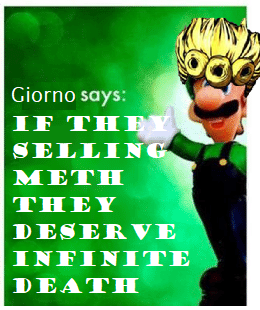 Giorno says:
IF THEY
SELLING
METH
THEY
DESERVE
INFINITE
DEATH